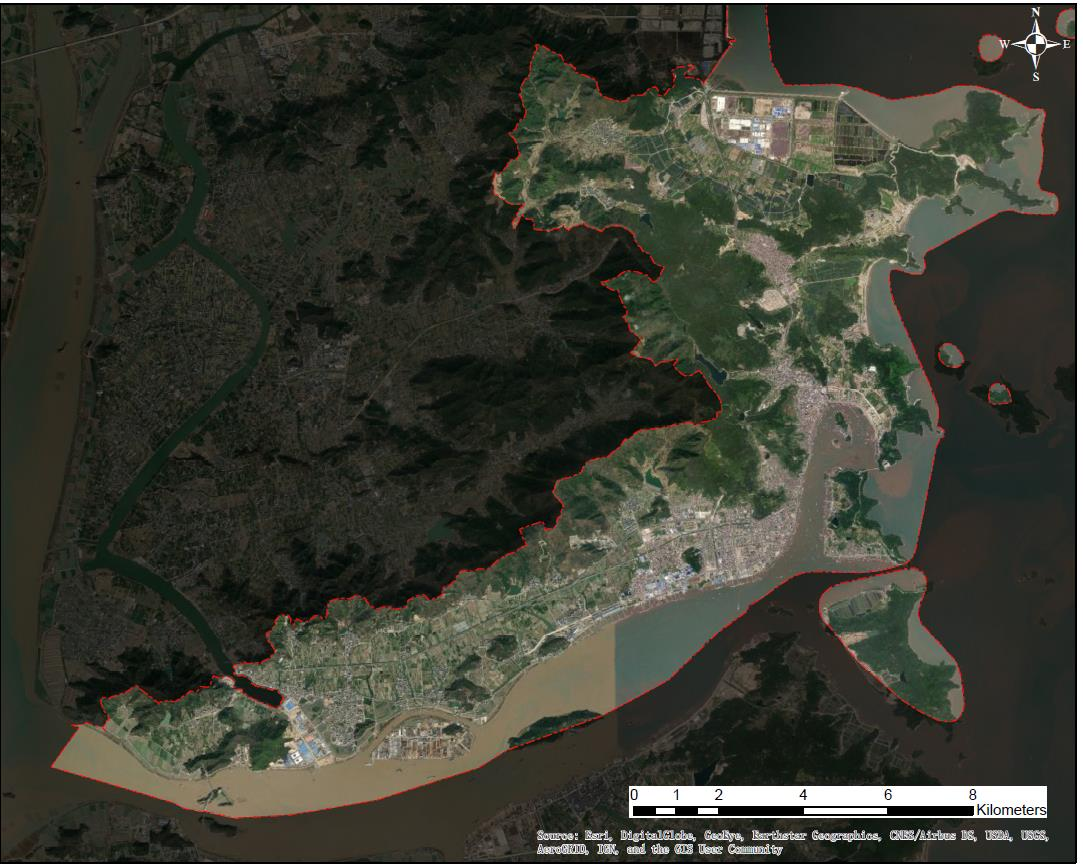 N
W E
S
0 1 2 4 6 8
Kilometers
Source: Esri, DigitalGlobe, GeoEye, Earthstar Geographics, CNES/Airbus DS, USDA, USGS,
AeroGRID, IGN, and the GIS User Community